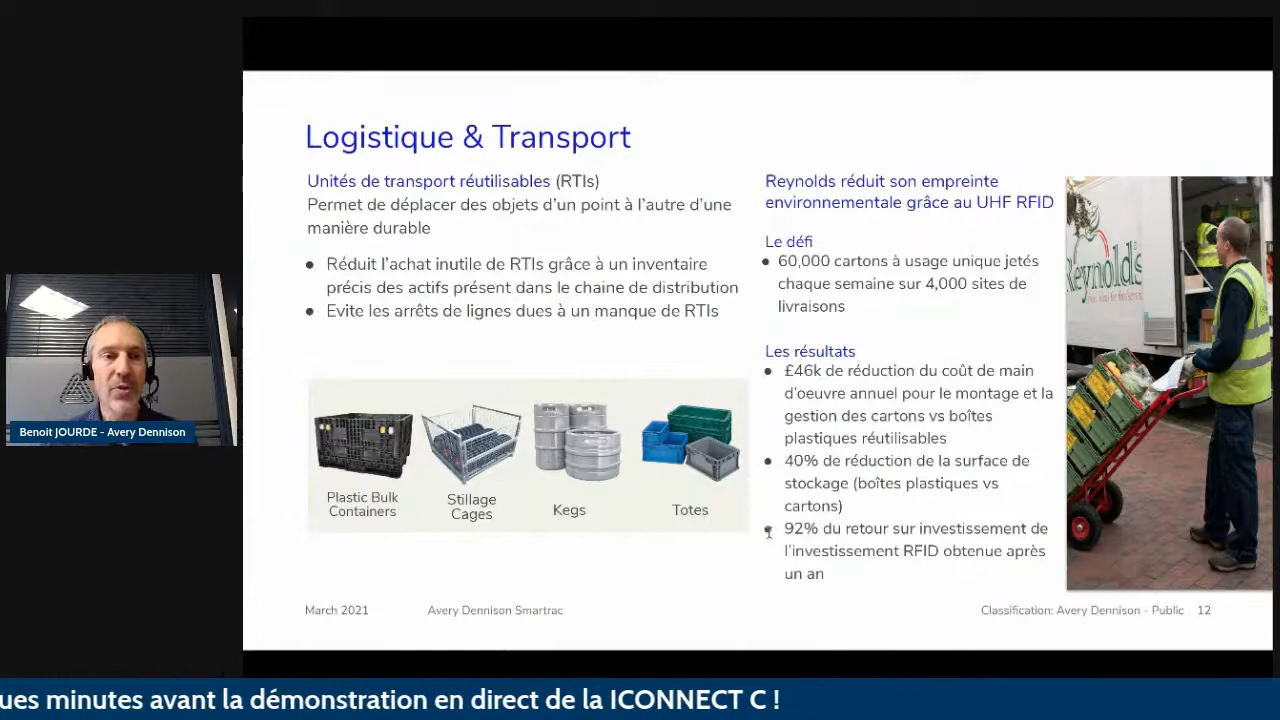 Logistique & Transport
Unités de transport réutilisables (RTIs)
Permet de déplacer des objets d'un point à l'autre d'une
manière durable
● Réduit l'achat inutile de RTIs grâce à un inventaire
précis des actifs présent dans le chaine de distribution
● Evite les arrêts de lignes dues à un manque de RTIs
Plastic Bulk
Containers
Stillage
Cages
Kegs
Totes
Reynolds réduit son empreinte
environnementale grâce au UHF RFID
Le défi
● 60,000 cartons à usage unique jetés
chaque semaine sur 4,000 sites de
livraisons
Les résultats
● £46k de réduction du coût de main
d'oeuvre annuel pour le montage et la
gestion des cartons vs boîtes
plastiques réutilisables
● 40% de réduction de la surface de
stockage (boîtes plastiques vs
cartons)
● 92% du retour sur investissement de
l'investissement RFID obtenue après
un an
Reynolds
March 2021
Avery Dennison Smartrac
Classification: Avery Dennison - Public 12
Benoit JOURDE - Avery Dennison
ues minutes avant la démonstration en direct de la ICONNECT C !